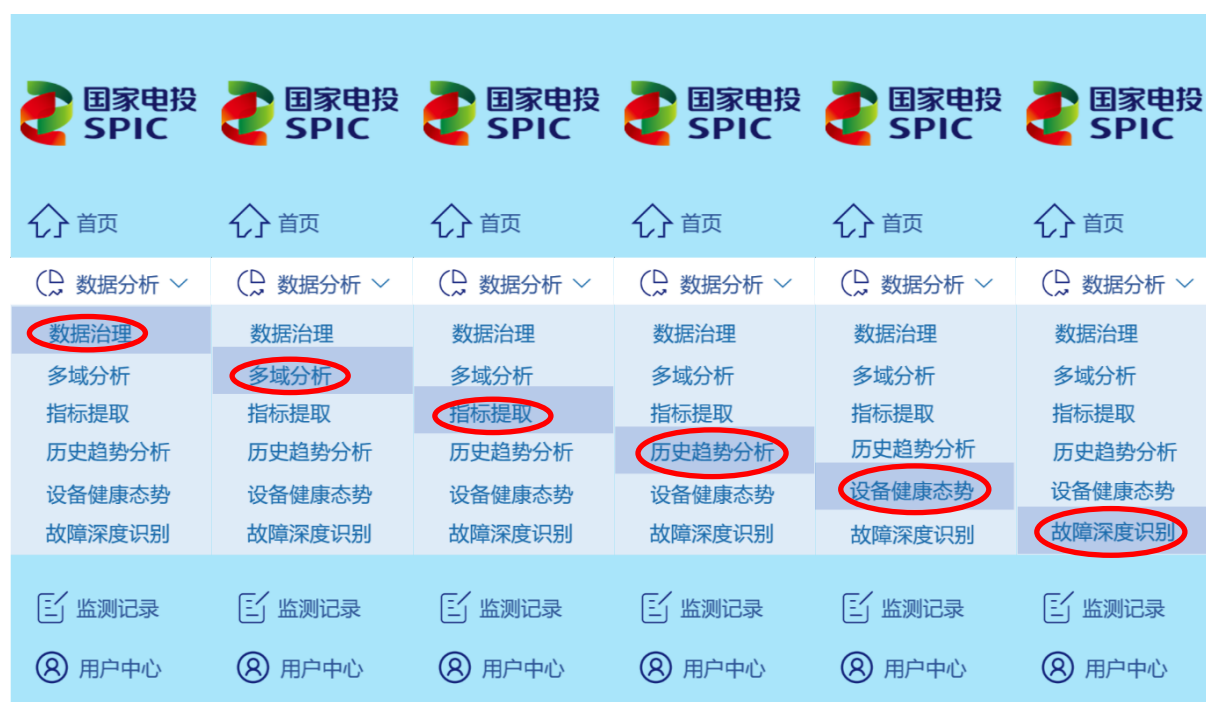 国家电投 国家电投 国家电投 国家电投 国家电投 国家电投
SPIC SPIC SPIC SPIC SPIC SPIC
首页 首页 首页 首页 首页 首页
数据分析 数据分析 数据分析 数据分析 数据分析 数据分析
数据治理 数据治理 数据治理 数据治理 数据治理 数据治理
多域分析 多域分析 多域分析 多域分析 多域分析 多域分析
指标提取 指标提取 指标提取 指标提取 指标提取 指标提取
历史趋势分析 历史趋势分析 历史趋势分析 历史趋势分析 历史趋势分析 历史趋势分析
设备健康态势 设备健康态势 设备健康态势 设备健康态势 设备健康态势 设备健康态势
故障深度识别 故障深度识别 故障深度识别 故障深度识别 故障深度识别 故障深度识别
监测记录 监测记录 监测记录 监测记录 监测记录 监测记录
用户中心 用户中心 用户中心 用户中心 用户中心 用户中心